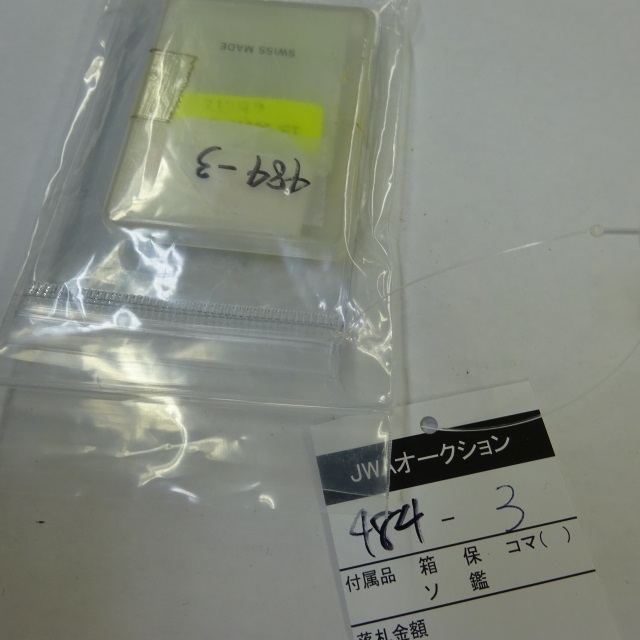 SWISS MADE
484-3
JWAオークション
484 - 3
付属品 箱 保 コマ( )
ソ 鑑
落札金額